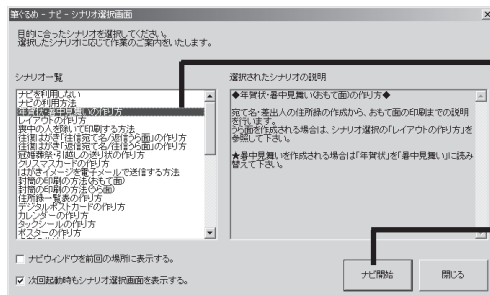 筆ぐるめ - ナビ - シナリオ選択画面
目的に合ったシナリオを選択してください。
選択したシナリオに応じて作業のご案内をいたします。
シナリオ一覧
ナビを利用しない
ナビの利用方法
年賀状・暑中見舞い(おもて面)の作り方
レイアウトの作り方
喪中の人を除いて印刷する方法
往復はがき「往信宛て名/返信うら面」の作り方
往復はがき「返信宛て名/往信うら面」の作り方
冠婚葬祭・引越しの送り状の作り方
クリスマスカードの作り方
はがきイメージを電子メールで送信する方法
封筒の印刷の方法(おもて面)
封筒の印刷の方法(うら面)
住所録一覧表の作り方
デジタルポストカードの作り方
カレンダーの作り方
タックシールの作り方
ポスターの作り方
選択されたシナリオの説明
◆年賀状・暑中見舞い(おもて面)の作り方◆
宛て名・差出人の住所録の作成から、おもて面の印刷までの説明
を行います。
うら面を作成される場合は、シナリオ選択の「レイアウトの作り方」を
参照して下さい。
★暑中見舞いを作成される場合は「年賀状」を「暑中見舞い」に読み
替えて下さい。
ナビウィンドウを前回の場所に表示する。
次回起動時もシナリオ選択画面を表示する。
ナビ開始
閉じる